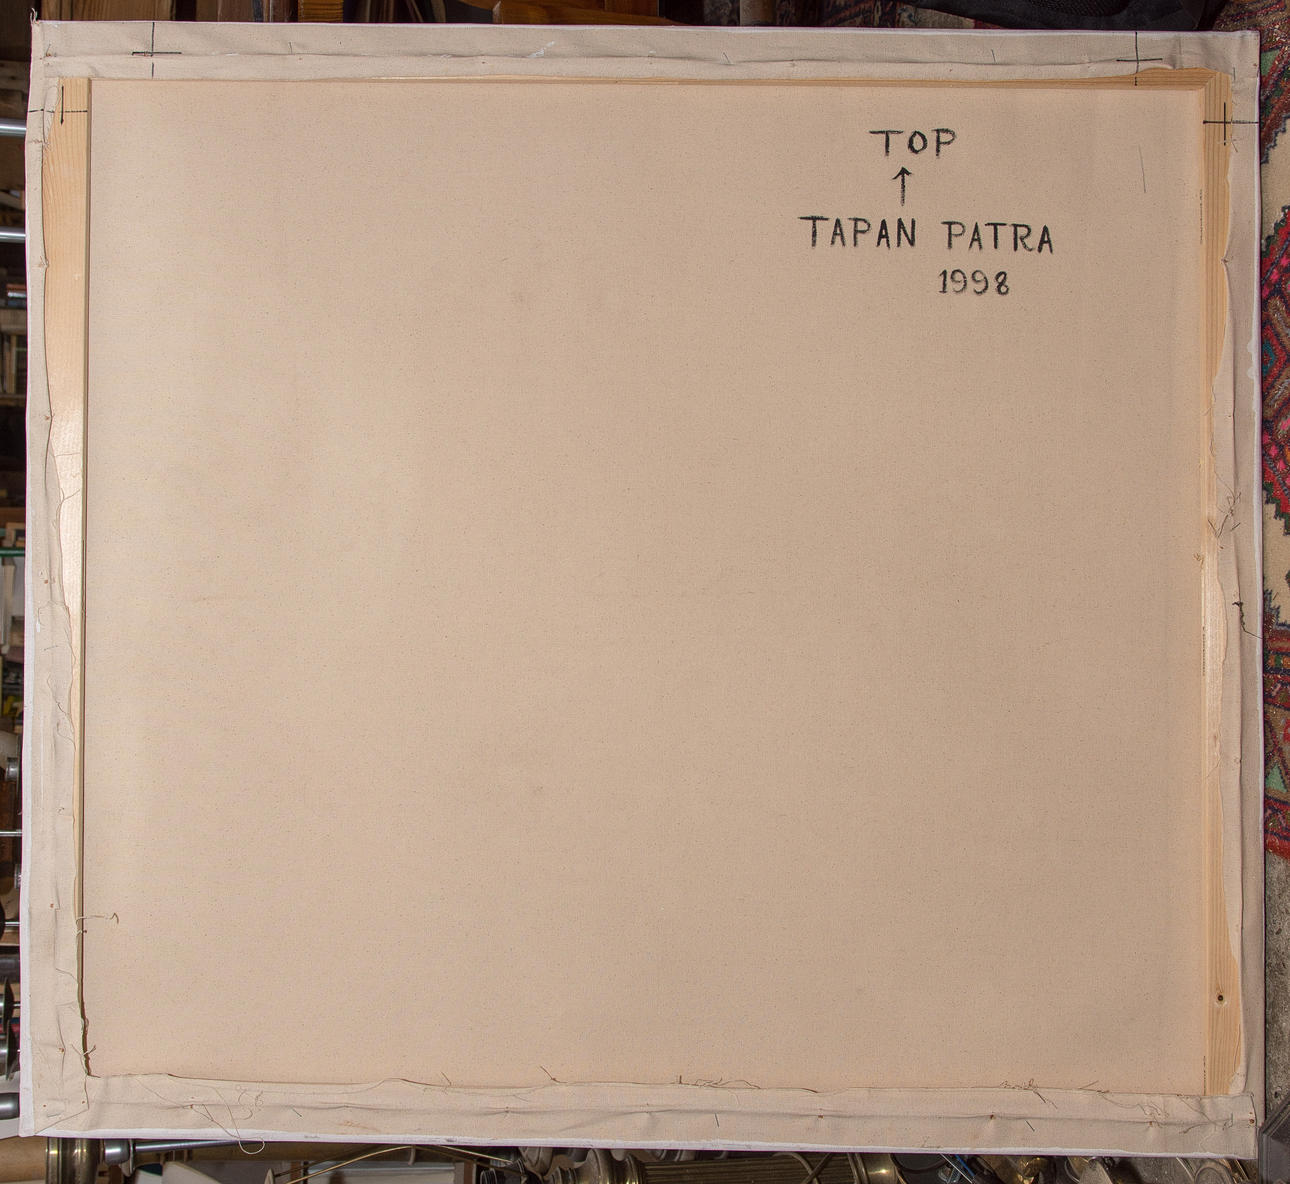 TOP
↑
TAPAN PATRA
1998